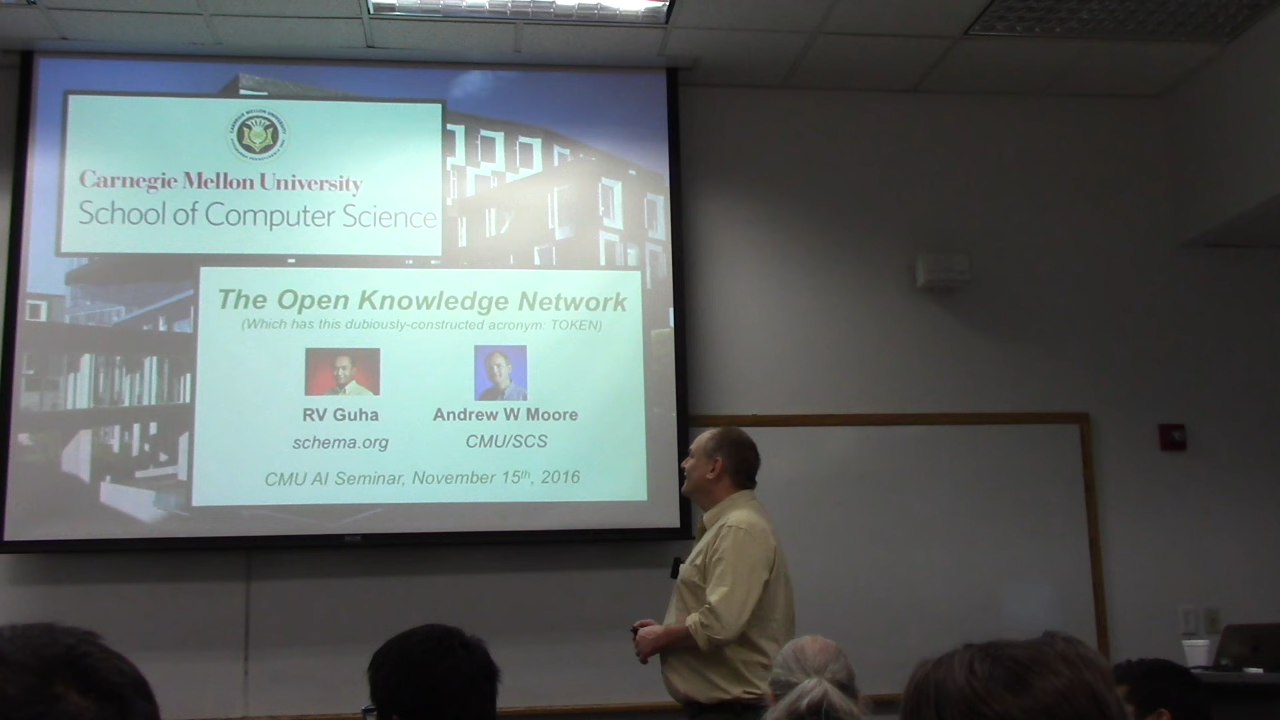 Carnegie Mellon University
School of Computer Science
The Open Knowledge Network
(Which has this dubiously-constructed acronym: TOKEN)
RV Guha
Andrew W Moore
schema.org
CMU/SCS
CMU AI Seminar, November 15th, 2016